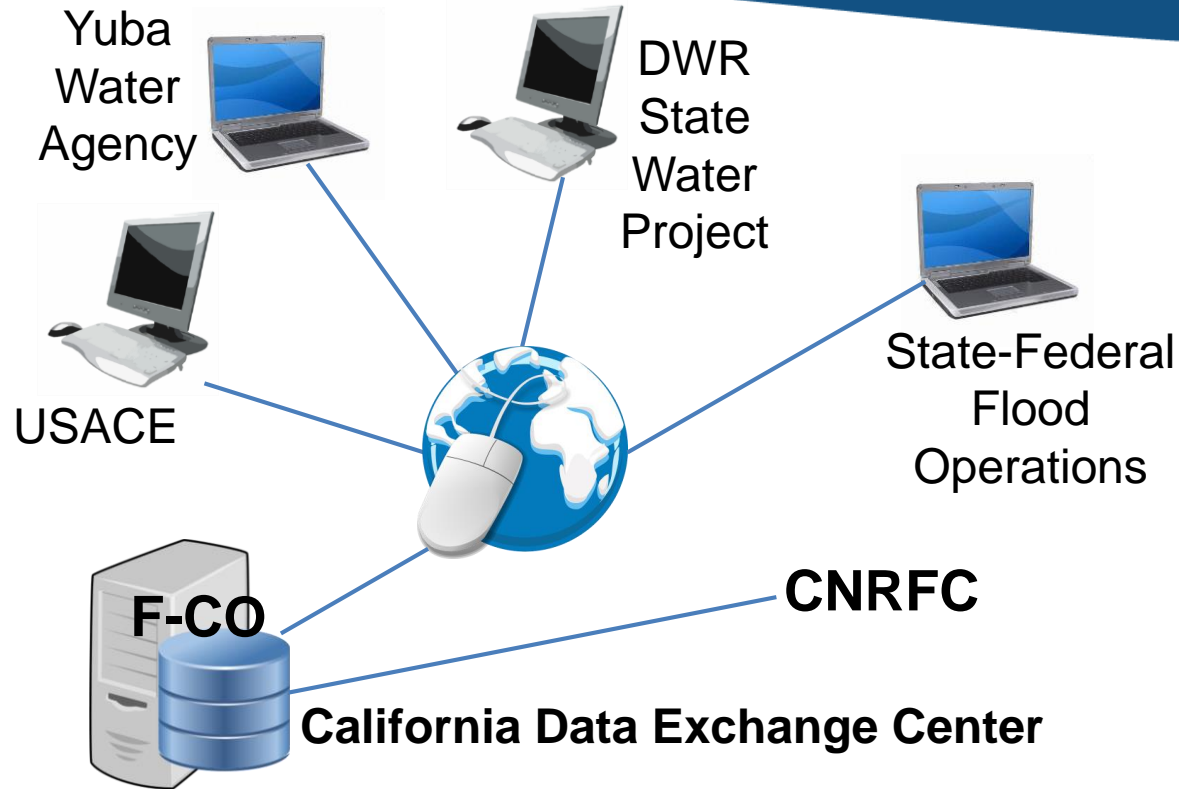 Yuba
Water
Agency
DWR
State
Water
Project
USACE
State-Federal
Flood
Operations
F-CO
CNRFC
California Data Exchange Center